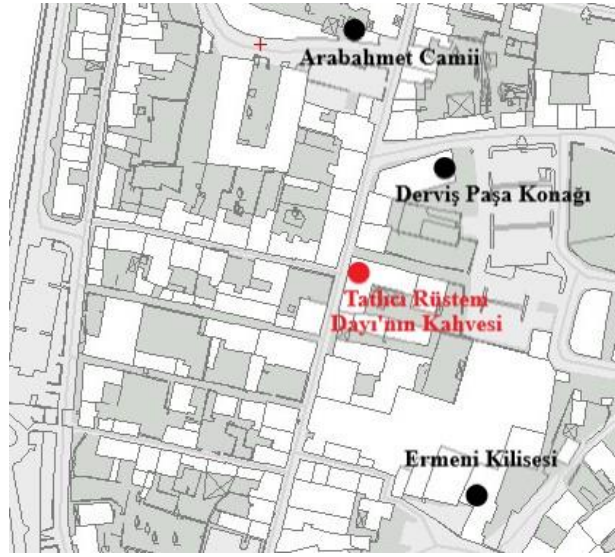 Arabahmet Camii
Derviş Paşa Konağı
Tatlıcı Rüstem
Dayı'nın Kahvesi
Ermeni Kilisesi